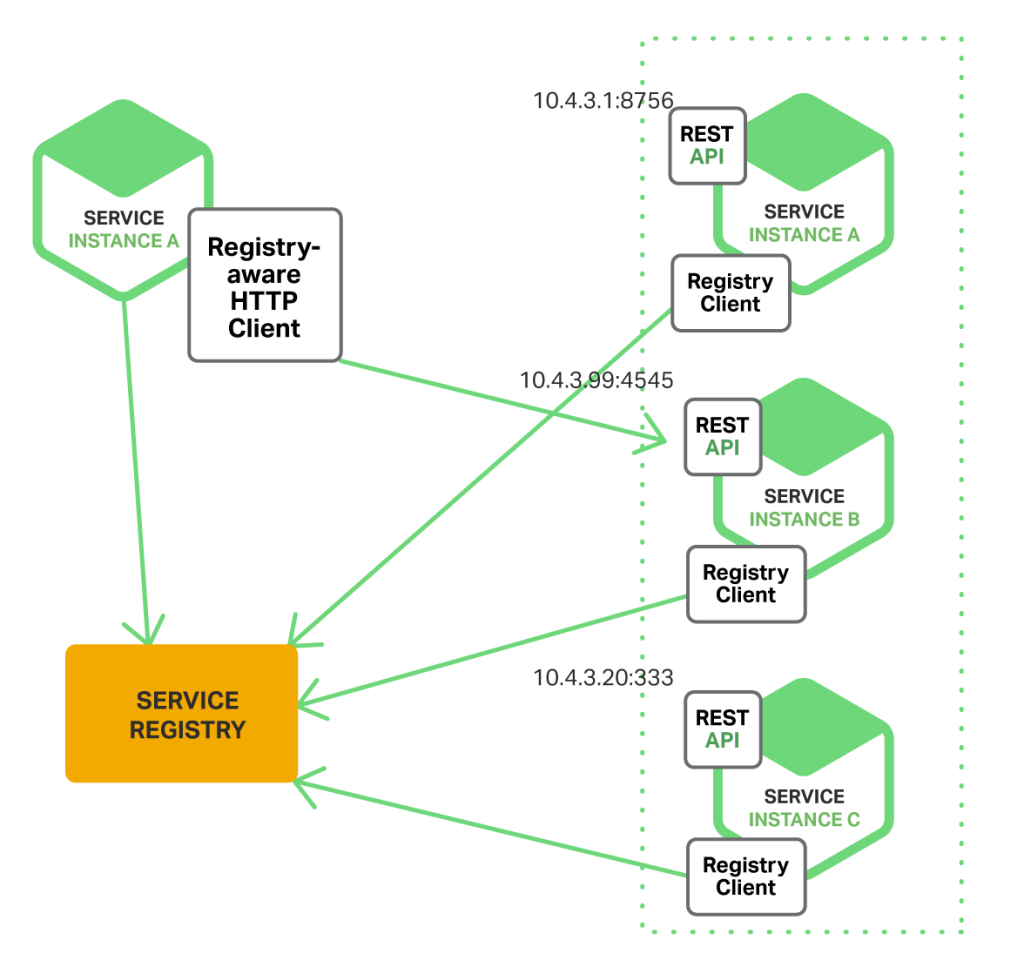 SERVICE
INSTANCE A
Registry-
aware
HTTP
Client
SERVICE
REGISTRY
10.4.3.1:8756
REST
API
SERVICE
INSTANCE A
Registry
Client
10.4.3.99:4545
REST
API
SERVICE
INSTANCE B
Registry
Client
10.4.3.20:333
REST
API
SERVICE
INSTANCE C
Registry
Client